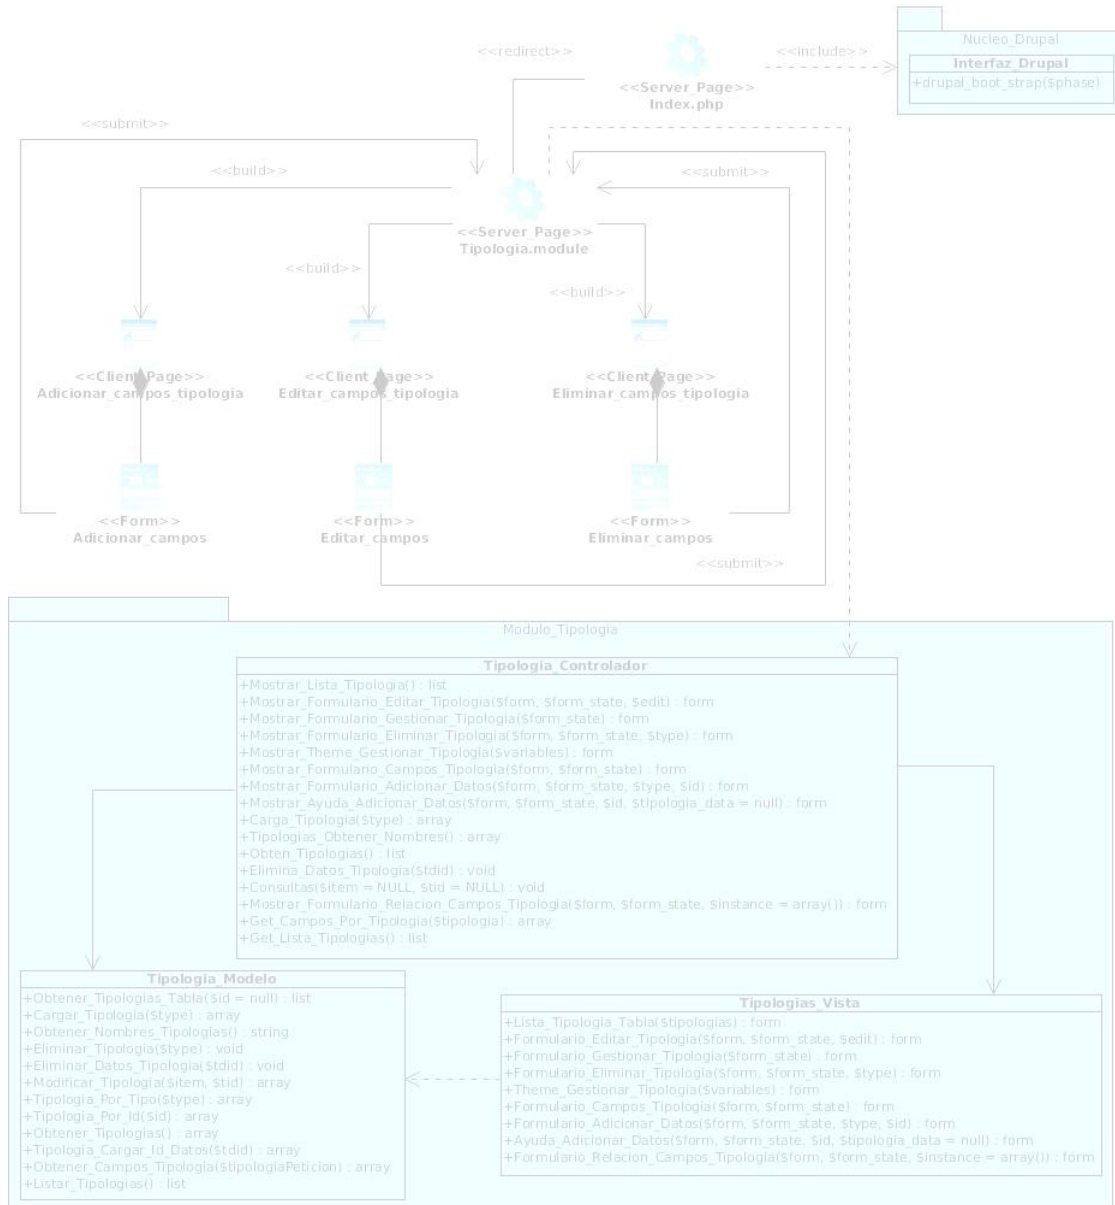 <<redirect>>
<<include>>
Nucleo_Drupal
Interfaz_Drupal
+drupal_boot_strap($phase)
<<Server_Page>>
Index.php
<<submit>>
<<build>>
<<submit>>
<<Server_Page>>
Tipologia.module
<<build>>
<<build>>
<<Client_Page>>
Adicionar_campos_tipologia
<<Client_Page>>
Editar_campos_tipologia
<<Client_Page>>
Eliminar_campos_tipologia
<<Form>>
Adicionar_campos
<<Form>>
Editar_campos
<<Form>>
Eliminar_campos
<<submit>>
Modulo_Tipologia
Tipologia_Controlador
+Mostrar_Lista_Tipologia() : list
+Mostrar_Formulario_Editar_Tipologia($form, $form_state, $edit) : form
+Mostrar_Formulario_Gestionar_Tipologia($form_state) : form
+Mostrar_Formulario_Eliminar_Tipologia($form, $form_state, $type) : form
+Mostrar_Theme_Gestionar_Tipologia($variables) : form
+Mostrar_Formulario_Campos_Tipologia($form, $form_state) : form
+Mostrar_Formulario_Adicionar_Datos($form, $form_state, $type, $id) : form
+Mostrar_Ayuda_Adicionar_Datos($form, $form_state, $id, $tipologia_data = null) : form
+Carga_Tipologia($type) : array
+Tipologias_Obtener_Nombres() : array
+Obten_Tipologias() : list
+Elimina_Datos_Tipologia($tdid) : void
+Consultas($item = NULL, $tid = NULL) : void
+Mostrar_Formulario_Relacion_Campos_Tipologia($form, $form_state, $instance = array()) : form
+Get_Campos_Por_Tipologia($tipologia) : array
+Get_Lista_Tipologias() : list
Tipologia_Modelo
+Obtener_Tipologias_Tabla($id = null) : list
+Cargar_Tipologia($type) : array
+Obtener_Nombres_Tipologias() : string
+Eliminar_Tipologia($type) : void
+Eliminar_Datos_Tipologia($tdid) : void
+Modificar_Tipologia($item, $tid) : array
+Tipologia_Por_Tipo($type) : array
+Tipologia_Por_Id($id) : array
+Obtener_Tipologias() : array
+Tipologia_Cargar_Id_Datos($tdid) : array
+Obtener_Campos_Tipologia($tipologiaPeticion) : array
+Listar_Tipologias() : list
Tipologias_Vista
+Lista_Tipologia_Tabla($tipologias) : form
+Formulario_Editar_Tipologia($form, $form_state, $edit) : form
+Formulario_Gestionar_Tipologia($form_state) : form
+Formulario_Eliminar_Tipologia($form, $form_state, $type) : form
+Theme_Gestionar_Tipologia($variables) : form
+Formulario_Campos_Tipologia($form, $form_state) : form
+Formulario_Adicionar_Datos($form, $form_state, $type, $id) : form
+Ayuda_Adicionar_Datos($form, $form_state, $id, $tipologia_data = null) : form
+Formulario_Relacion_Campos_Tipologia($form, $form_state, $instance = array()) : form